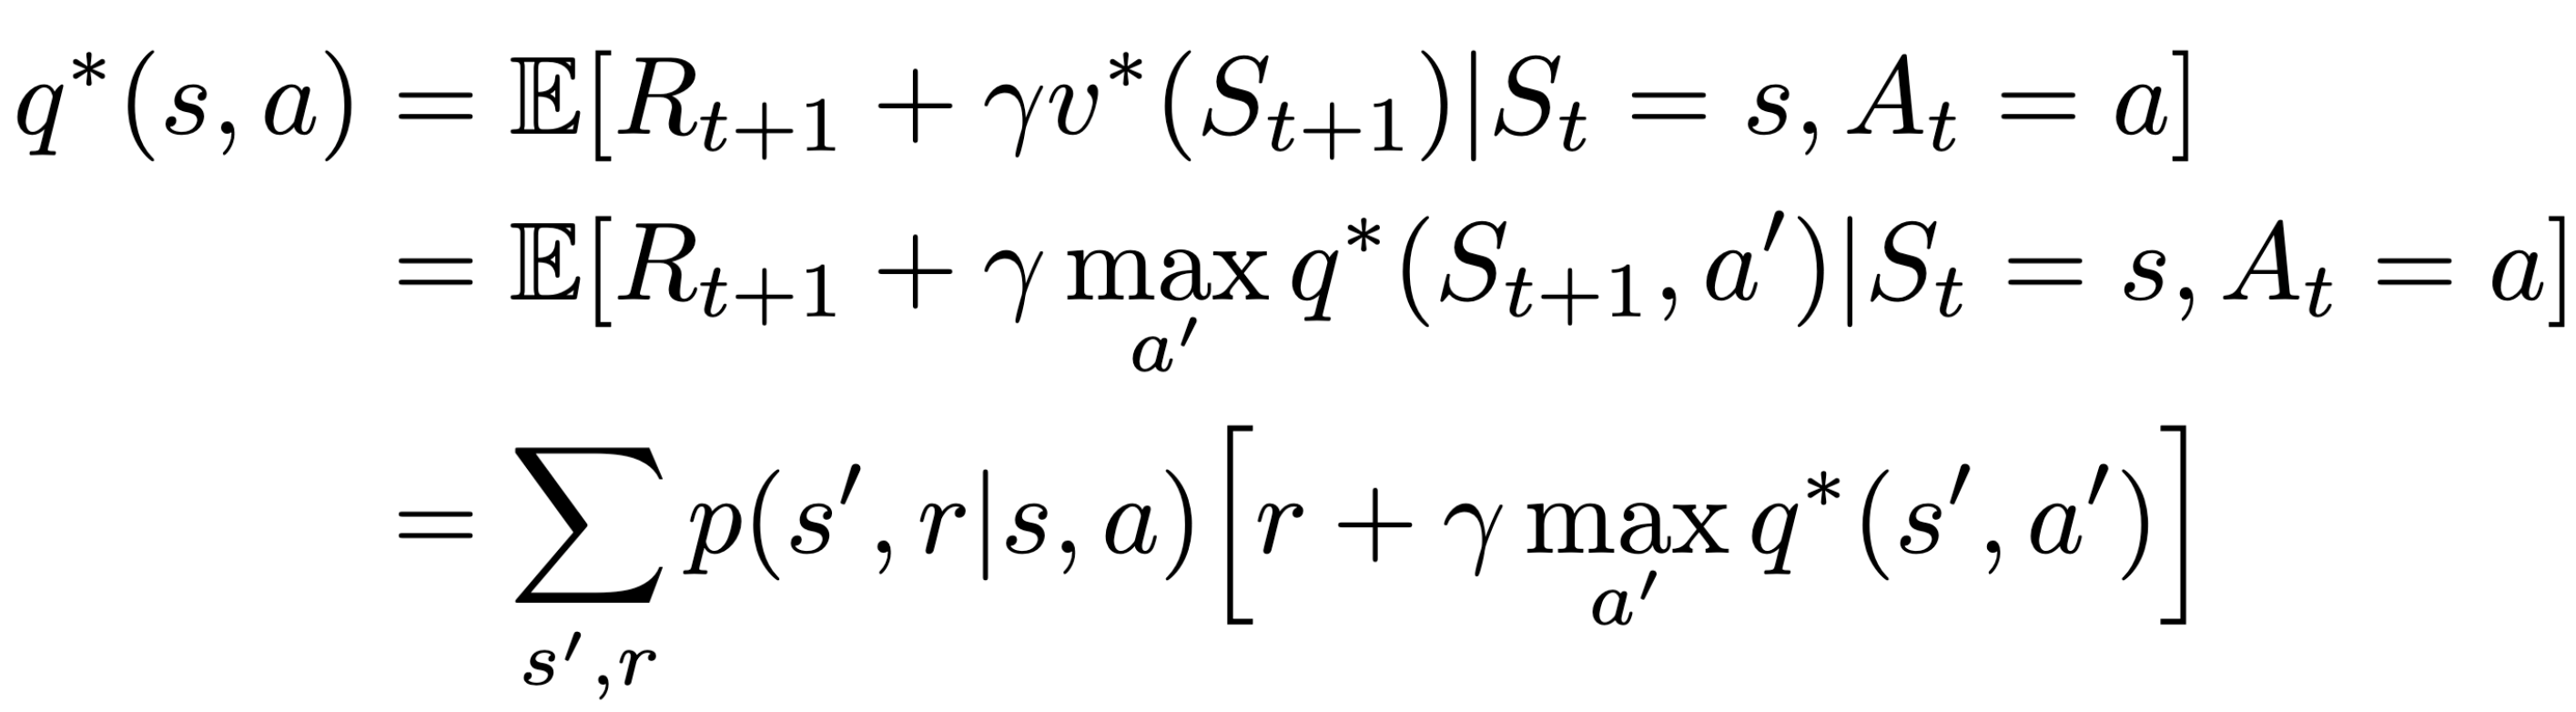 q*(s, a) = 𝔼[R_{t+1} + γv*(S_{t+1})|S_t = s, A_t = a]
= 𝔼[R_{t+1} + γ max_{a′} q*(S_{t+1}, a′)|S_t = s, A_t = a]
= ∑_{s′,r} p(s′, r|s, a)[r + γ max_{a′} q*(s′, a′)]